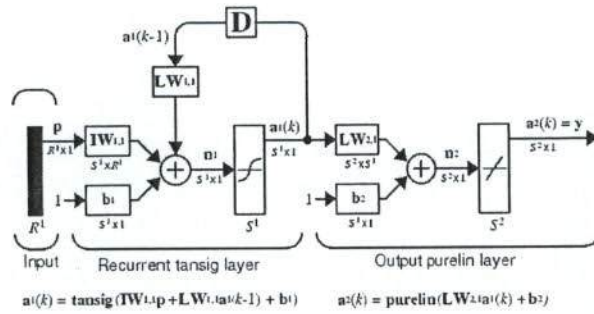 D
a¹(k-1)
LW1,1
p
R¹x1
IW1,1
S¹xR¹
1
b1
S¹x1
n1
S¹x1
a¹(k)
S¹x1
LW2,1
S²xS¹
1
b2
S²x1
n2
S²x1
a²(k) = y
S²x1
R¹
S¹
S²
Input
Recurrent tansig layer
Output purelin layer
a¹(k) = tansig (IW1,1p+LW1,1a¹(k-1) + b1)
a²(k) = purelin(LW2,1a¹(k) + b2)